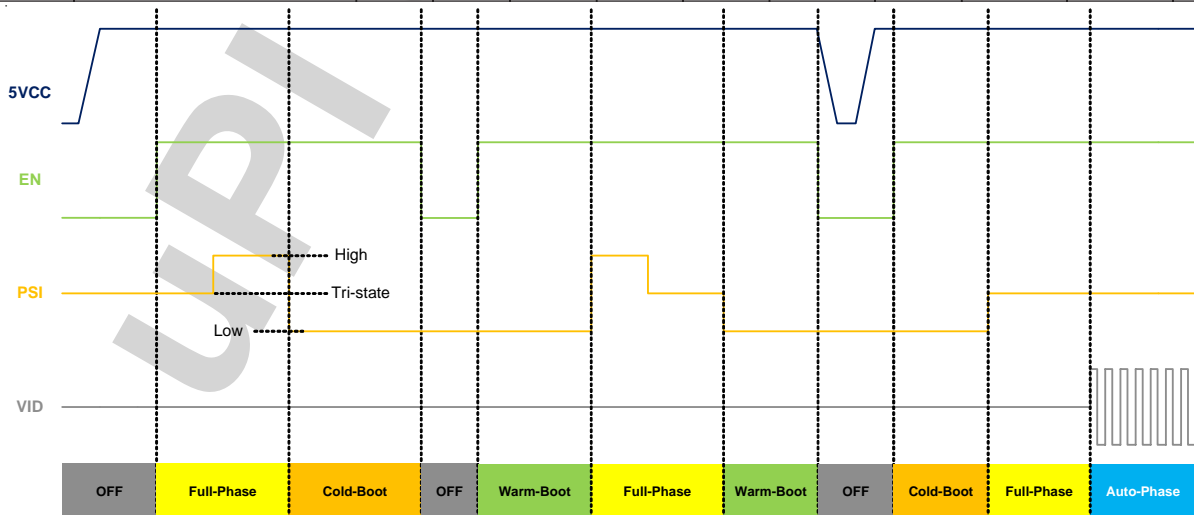 uPI
5VCC
EN
High
PSI
Tri-state
Low
VID
OFF Full-Phase Cold-Boot OFF Warm-Boot Full-Phase Warm-Boot OFF Cold-Boot Full-Phase Auto-Phase